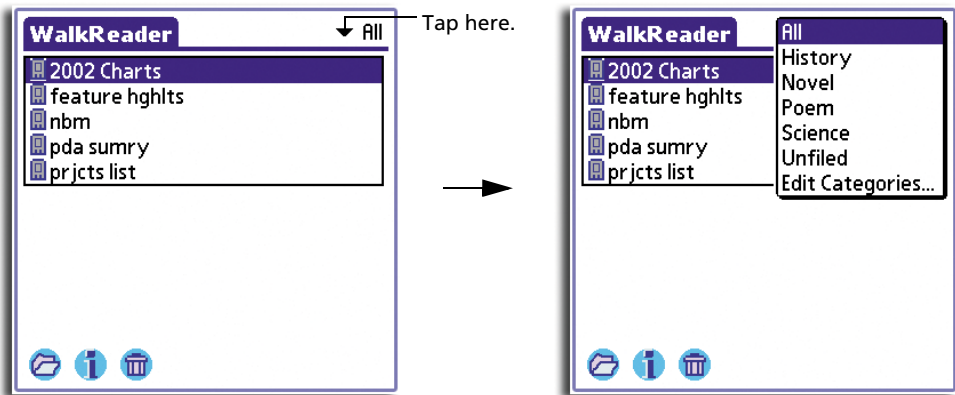 WalkReader
All
Tap here.
2002 Charts
feature hghlts
nbm
pda sumry
prjcts list
WalkReader
2002 Charts
feature hghlts
nbm
pda sumry
prjcts list
All
History
Novel
Poem
Science
Unfiled
Edit Categories...